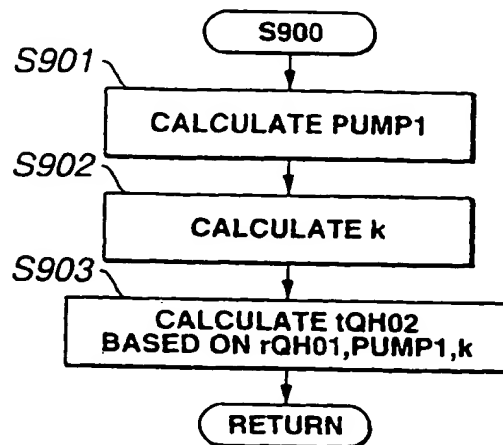 S900
S901
CALCULATE PUMP1
S902
CALCULATE k
S903
CALCULATE tQH02
BASED ON rQH01,PUMP1,k
RETURN